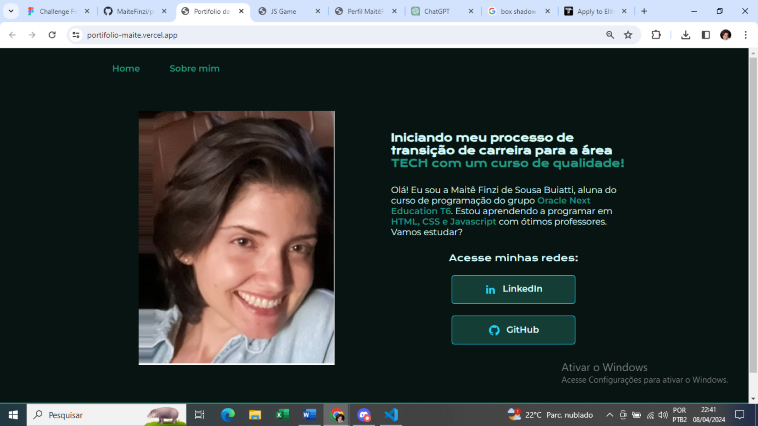 Challenge Fi
MaiteFinzi/p
Portifolio de
JS Game
Perfil MaitêF
ChatGPT
box shadow
Apply to Elit
portifolio-maite.vercel.app
Home
Sobre mim
Iniciando meu processo de
transição de carreira para a área
TECH com um curso de qualidade!
Olá! Eu sou a Maitê Finzi de Sousa Buiatti, aluna do
curso de programação do grupo Oracle Next
Education T6. Estou aprendendo a programar em
HTML, CSS e Javascript com ótimos professores.
Vamos estudar?
Acesse minhas redes:
LinkedIn
GitHub
Ativar o Windows
Acesse Configurações para ativar o Windows.
Pesquisar
22°C Parc. nublado
POR
PTB2
22:41
08/04/2024